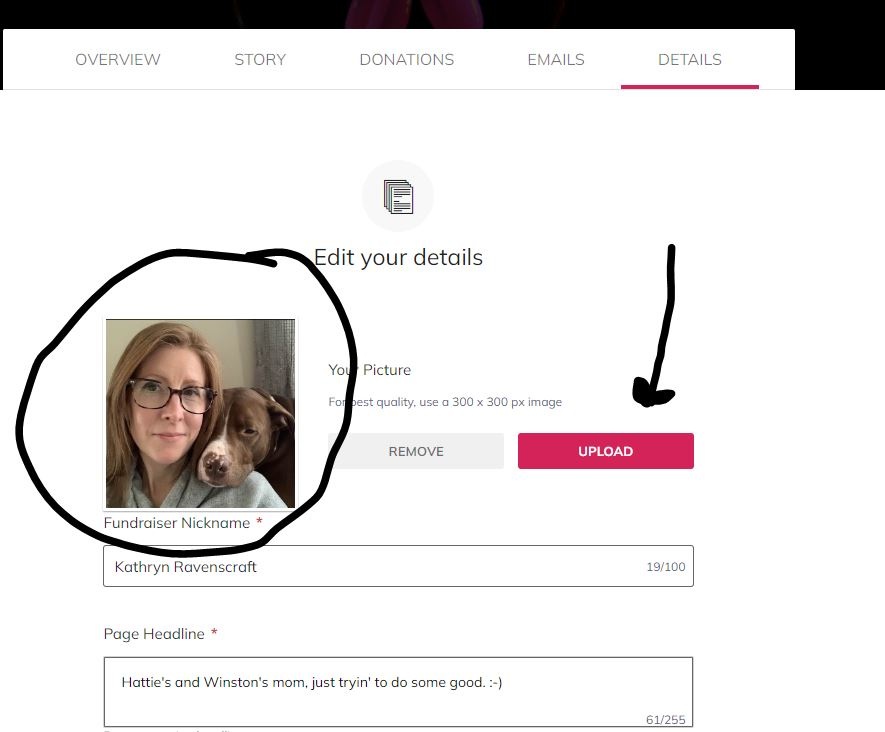 OVERVIEW STORY DONATIONS EMAILS DETAILS
Edit your details
Your Picture
For best quality, use a 300 x 300 px image
REMOVE UPLOAD
Fundraiser Nickname *
Kathryn Ravenscraft 19/100
Page Headline *
Hattie's and Winston's mom, just tryin' to do some good. :-)
61/255